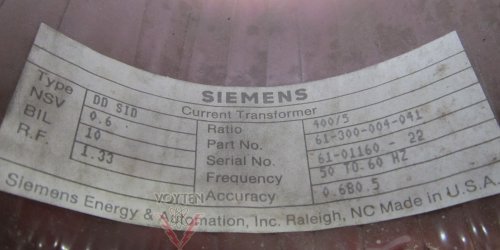 SIEMENS
Current Transformer
Type DD SID
NSV 0.6
BIL 10
R.F. 1.33
Ratio 400/5
Part No. 61-300-004-041
Serial No. 61-01160 - 22
Frequency 50 TO 60 HZ
Accuracy 0.6B0.5
Siemens Energy & Automation, Inc. Raleigh, NC Made in U.S.A.
VOYTEN